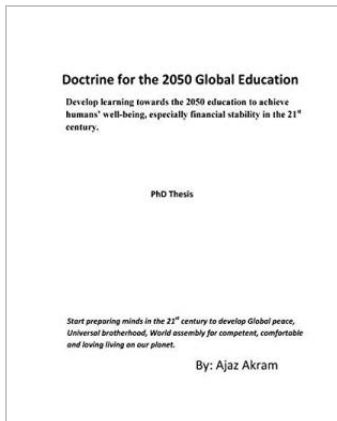 Doctrine for the 2050 Global Education
Develop learning towards the 2050 education to achieve
humans' well-being, especially financial stability in the 21st
century.
PhD Thesis
Start preparing minds in the 21st century to develop Global peace,
Universal brotherhood, World assembly for competent, comfortable
and loving living on our planet.
By: Ajaz Akram